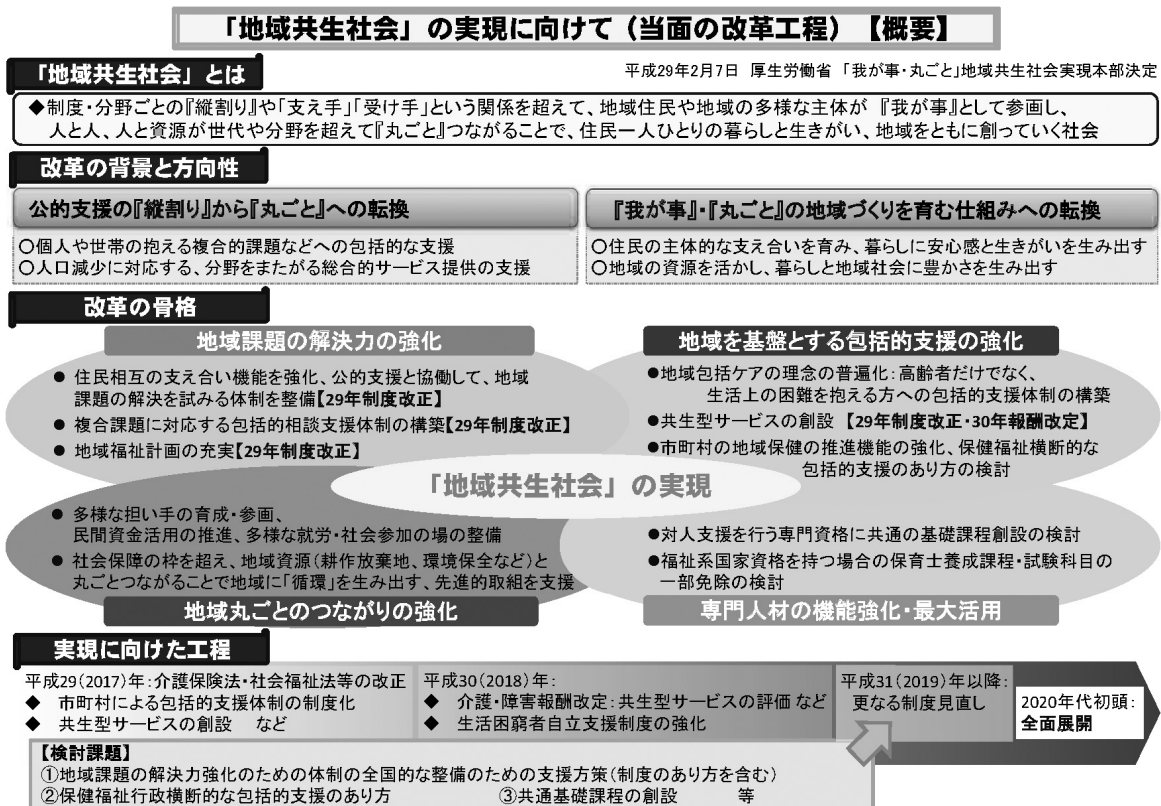 「地域共生社会」の実現に向けて（当面の改革工程）【概要】
「地域共生社会」とは
平成29年2月7日 厚生労働省 「我が事・丸ごと」地域共生社会実現本部決定
◆制度・分野ごとの『縦割り』や「支え手」「受け手」という関係を超えて、地域住民や地域の多様な主体が 『我が事』として参画し、
人と人、人と資源が世代や分野を超えて『丸ごと』つながることで、住民一人ひとりの暮らしと生きがい、地域をともに創っていく社会
改革の背景と方向性
公的支援の『縦割り』から『丸ごと』への転換
○個人や世帯の抱える複合的課題などへの包括的な支援
○人口減少に対応する、分野をまたがる総合的サービス提供の支援
『我が事』・『丸ごと』の地域づくりを育む仕組みへの転換
○住民の主体的な支え合いを育み、暮らしに安心感と生きがいを生み出す
○地域の資源を活かし、暮らしと地域社会に豊かさを生み出す
改革の骨格
地域課題の解決力の強化
● 住民相互の支え合い機能を強化、公的支援と協働して、地域
課題の解決を試みる体制を整備【29年制度改正】
● 複合課題に対応する包括的相談支援体制の構築【29年制度改正】
● 地域福祉計画の充実【29年制度改正】
地域を基盤とする包括的支援の強化
●地域包括ケアの理念の普遍化：高齢者だけでなく、
生活上の困難を抱える方への包括的支援体制の構築
●共生型サービスの創設 【29年制度改正・30年報酬改定】
●市町村の地域保健の推進機能の強化、保健福祉横断的な
包括的支援のあり方の検討
「地域共生社会」の実現
● 多様な担い手の育成・参画、
民間資金活用の推進、多様な就労・社会参加の場の整備
● 社会保障の枠を超え、地域資源（耕作放棄地、環境保全など）と
丸ごとつながることで地域に「循環」を生み出す、先進的取組を支援
地域丸ごとのつながりの強化
●対人支援を行う専門資格に共通の基礎課程創設の検討
●福祉系国家資格を持つ場合の保育士養成課程・試験科目の
一部免除の検討
専門人材の機能強化・最大活用
実現に向けた工程
平成29（2017）年：介護保険法・社会福祉法等の改正
◆ 市町村による包括的支援体制の制度化
◆ 共生型サービスの創設 など
平成30（2018）年：
◆ 介護・障害報酬改定：共生型サービスの評価 など
◆ 生活困窮者自立支援制度の強化
平成31（2019）年以降：
更なる制度見直し
2020年代初頭：
全面展開
【検討課題】
①地域課題の解決力強化のための体制の全国的な整備のための支援方策（制度のあり方を含む）
②保健福祉行政横断的な包括的支援のあり方 ③共通基礎課程の創設 等